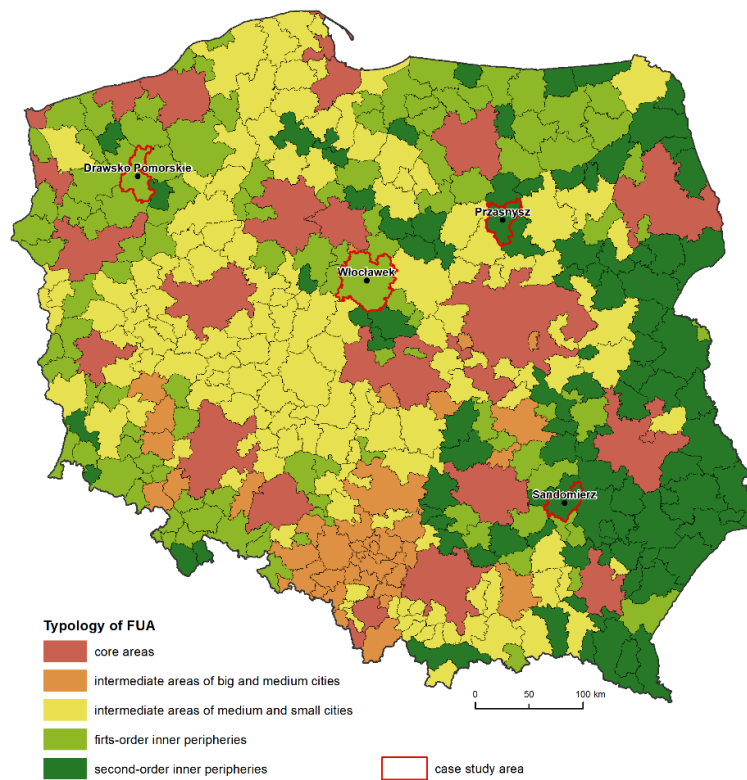 Drawsko Pomorskie
Przasnysz
Włocławek
Sandomierz
Typology of FUA
core areas
intermediate areas of big and medium cities
intermediate areas of medium and small cities
firts-order inner peripheries
second-order inner peripheries
0 50 100 km
case study area